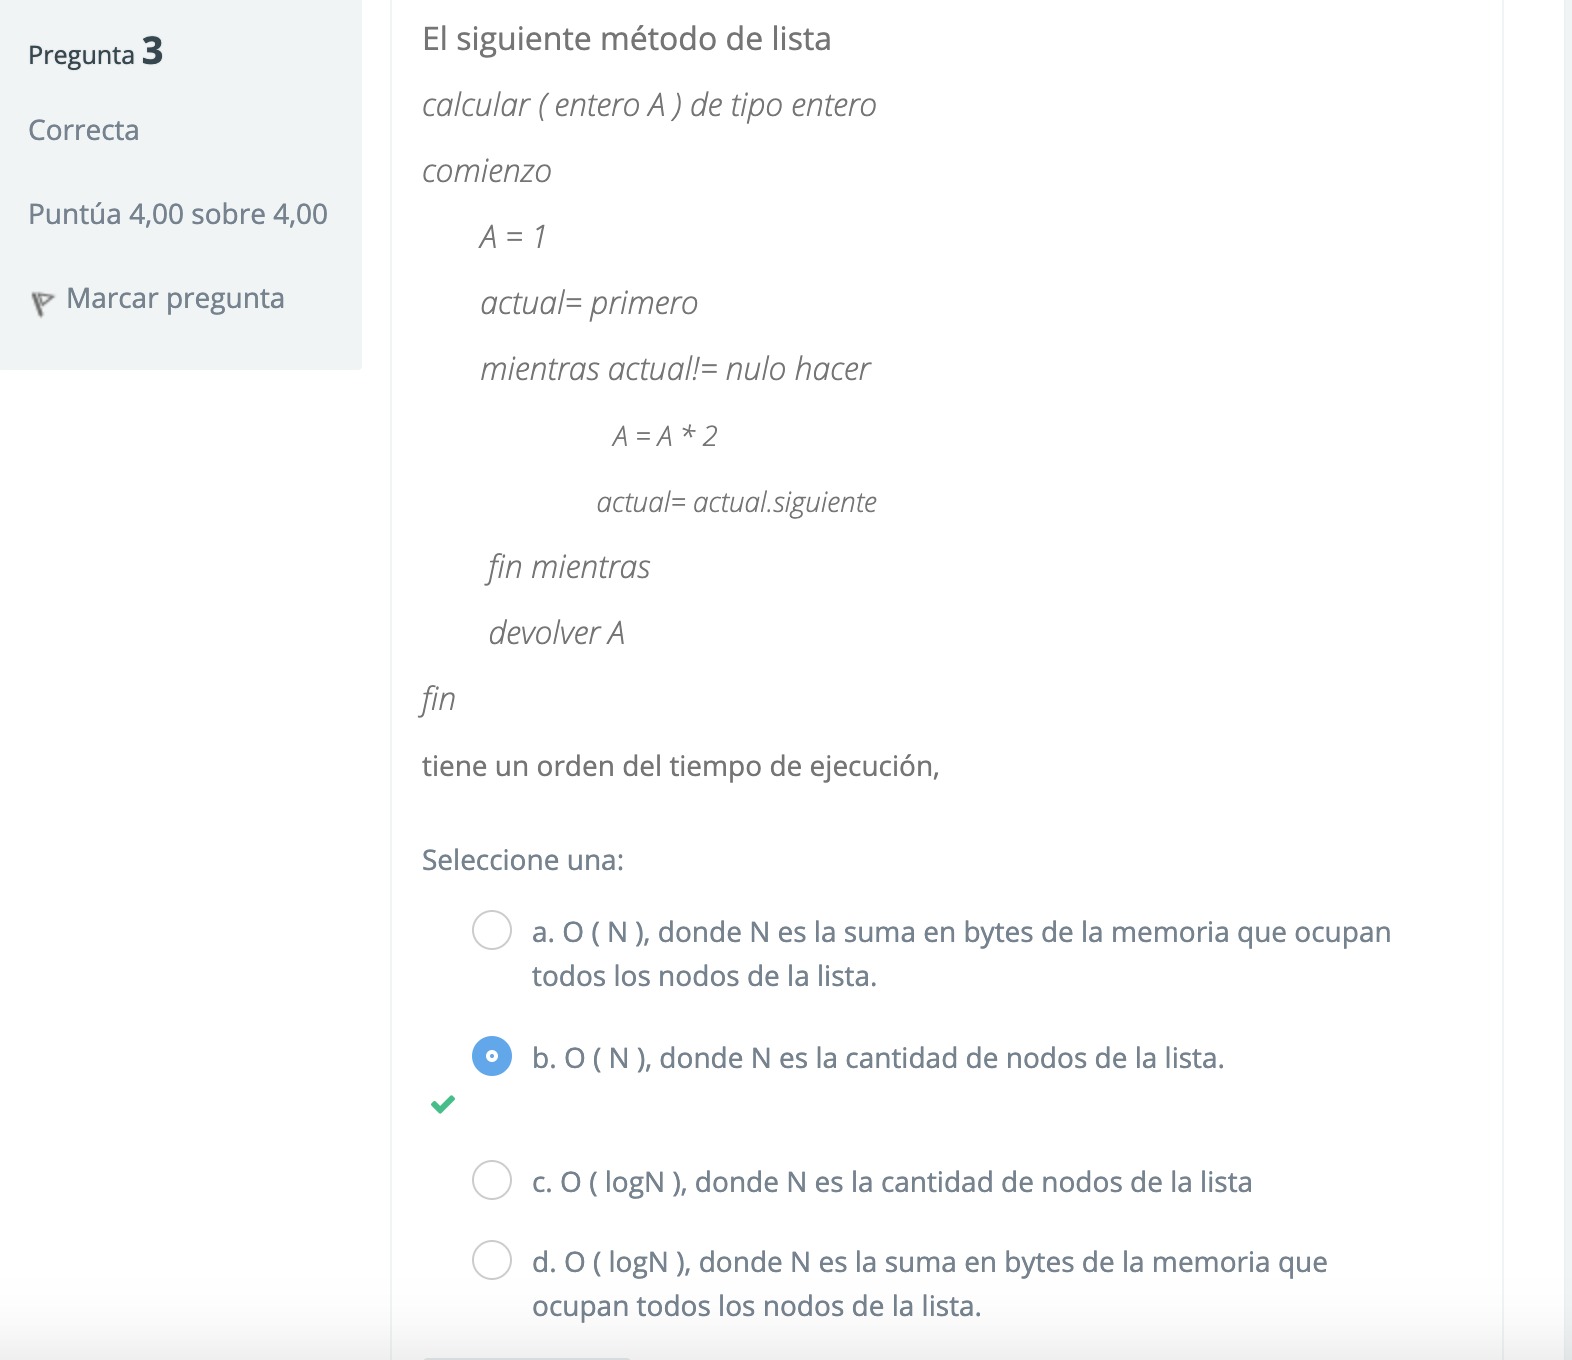 Pregunta 3
Correcta
Puntúa 4,00 sobre 4,00
Marcar pregunta
El siguiente método de lista
calcular ( entero A ) de tipo entero
comienzo
A = 1
actual= primero
mientras actual!= nulo hacer
A = A * 2
actual= actual.siguiente
fin mientras
devolver A
fin
tiene un orden del tiempo de ejecución,
Seleccione una:
a. O ( N ), donde N es la suma en bytes de la memoria que ocupan
todos los nodos de la lista.
b. O ( N ), donde N es la cantidad de nodos de la lista.
c. O ( logN ), donde N es la cantidad de nodos de la lista
d. O ( logN ), donde N es la suma en bytes de la memoria que
ocupan todos los nodos de la lista.